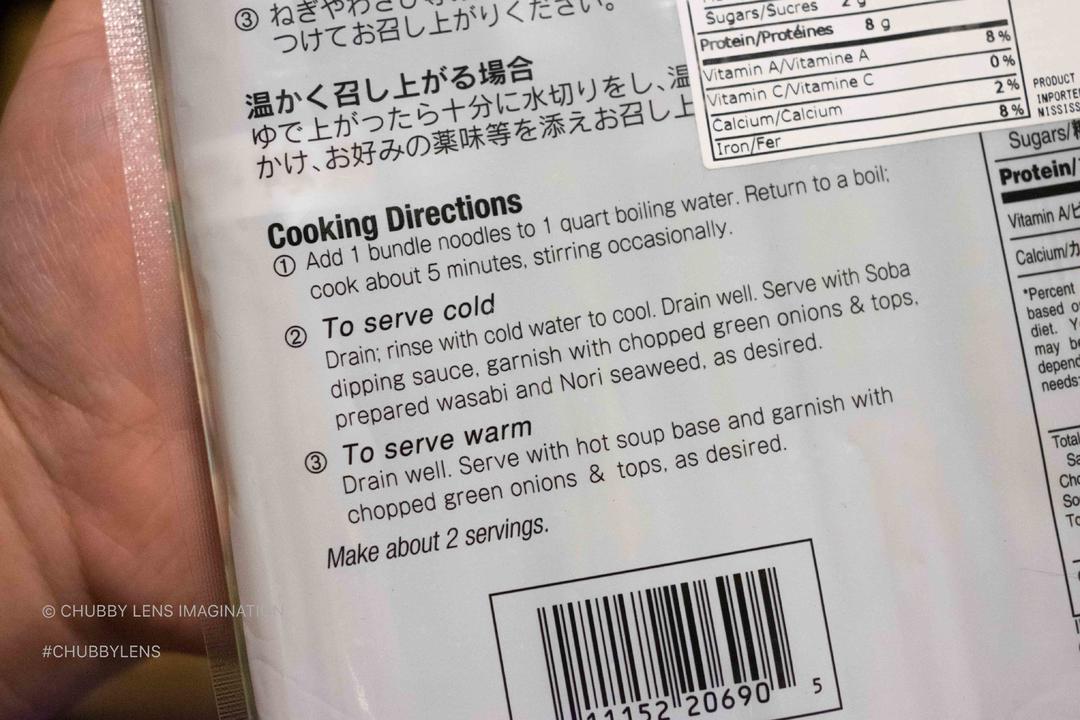 ③ ねぎやわさび
つけてお召し上がりください。
温かく召し上がる場合
ゆで上がったら十分に水切りをし、温
かけ、お好みの薬味等を添えお召し上
Cooking Directions
① Add 1 bundle noodles to 1 quart boiling water. Return to a boil;
cook about 5 minutes, stirring occasionally.
② To serve cold
Drain; rinse with cold water to cool. Drain well. Serve with Soba
dipping sauce, garnish with chopped green onions & tops,
prepared wasabi and Nori seaweed, as desired.
③ To serve warm
Drain well. Serve with hot soup base and garnish with
chopped green onions & tops, as desired.
Make about 2 servings.
11152 20690 5
Sugars/Sucres 2 g
Protein/Protéines 8 g
Vitamin A/Vitamine A 8 %
Vitamin C/Vitamine C 0 %
Calcium/Calcium 2 %
Iron/Fer 8 %
PRODUCT
IMPORTE
MISSISS
Sugars/
Protein/
Vitamin A/ビ
Calcium/カ
*Percent
based o
diet. Y
may be
depend
needs:
Total
Sa
Cho
So
To
© CHUBBY LENS IMAGINATION
#CHUBBYLENS